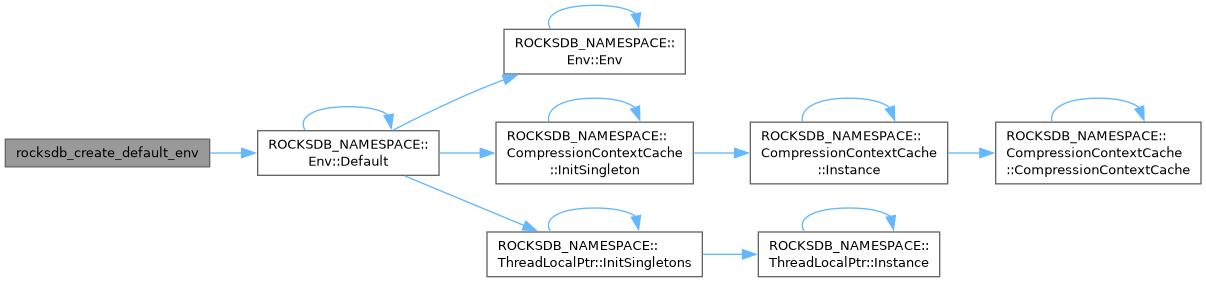 rocksdb_create_default_env
ROCKSDB_NAMESPACE::
Env::Default
ROCKSDB_NAMESPACE::
Env::Env
ROCKSDB_NAMESPACE::
CompressionContextCache
::InitSingleton
ROCKSDB_NAMESPACE::
CompressionContextCache
::Instance
ROCKSDB_NAMESPACE::
CompressionContextCache
::CompressionContextCache
ROCKSDB_NAMESPACE::
ThreadLocalPtr::InitSingletons
ROCKSDB_NAMESPACE::
ThreadLocalPtr::Instance